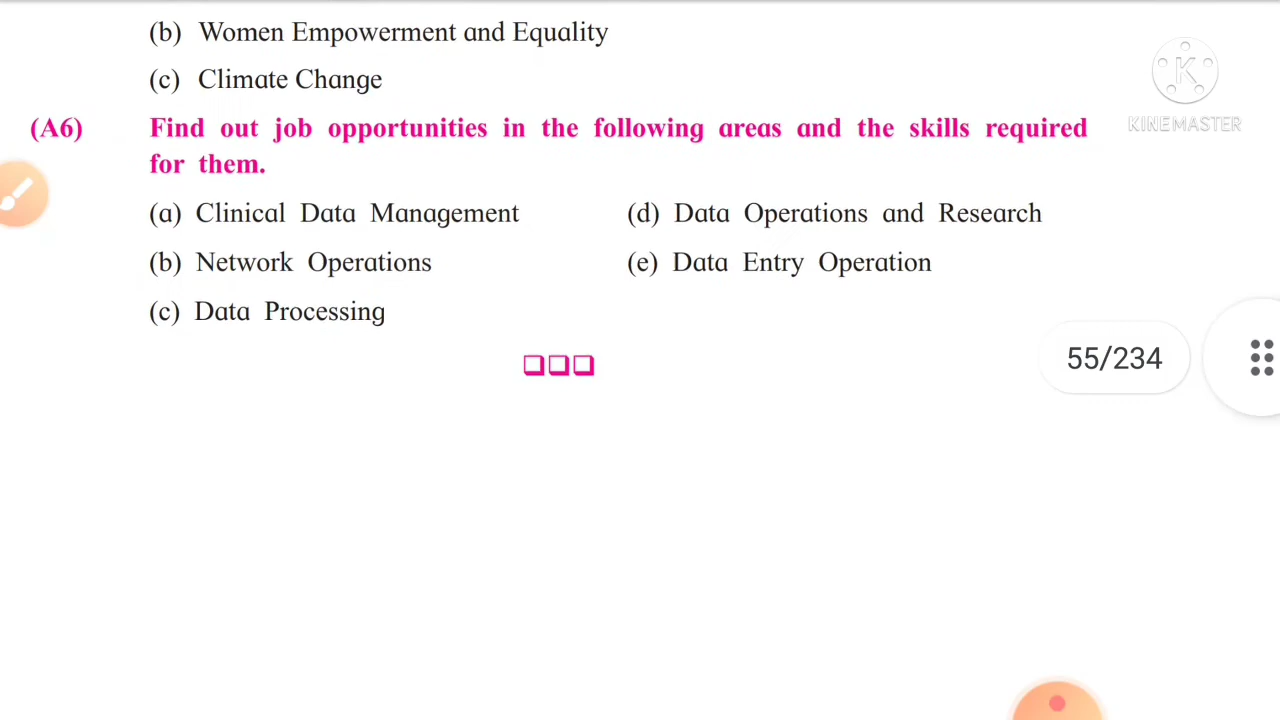 (b) Women Empowerment and Equality
(c) Climate Change
KINEMASTER
(A6) Find out job opportunities in the following areas and the skills required
for them.
(a) Clinical Data Management (d) Data Operations and Research
(b) Network Operations (e) Data Entry Operation
(c) Data Processing
55/234